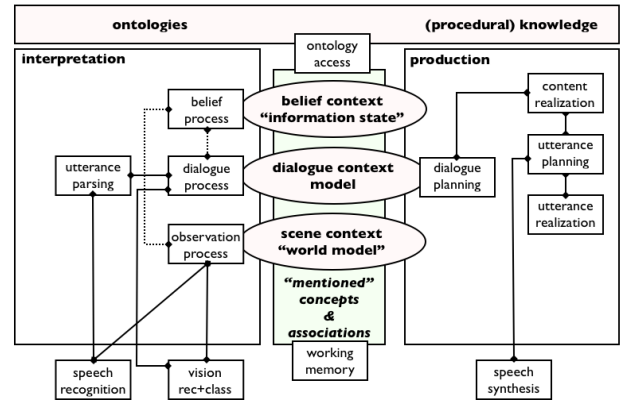 ontologies
(procedural) knowledge
ontology
access
interpretation
production
belief
process
belief context
“information state”
content
realization
utterance
parsing
dialogue
process
dialogue context
model
dialogue
planning
utterance
planning
utterance
realization
observation
process
scene context
“world model”
“mentioned”
concepts
&
associations
working
memory
speech
recognition
vision
rec+class
speech
synthesis